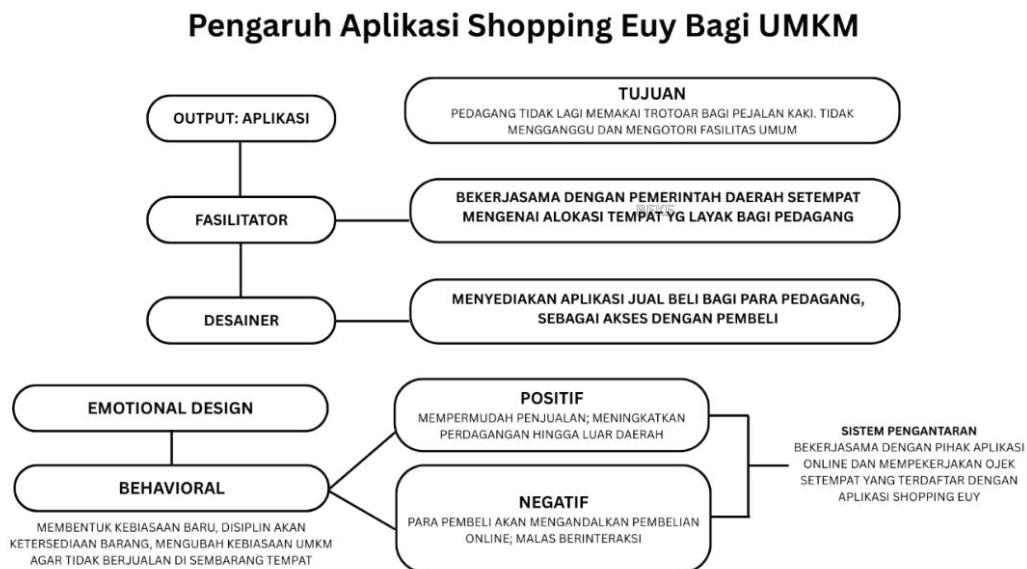 Pengaruh Aplikasi Shopping Euy Bagi UMKM
OUTPUT: APLIKASI
TUJUAN
PEDAGANG TIDAK LAGI MEMAKAI TROTOAR BAGI PEJALAN KAKI. TIDAK
MENGGANGGU DAN MENGOTORI FASILITAS UMUM
FASILITATOR
BEKERJASAMA DENGAN PEMERINTAH DAERAH SETEMPAT
MENGENAI ALOKASI TEMPAT YG LAYAK BAGI PEDAGANG
DESAINER
MENYEDIAKAN APLIKASI JUAL BELI BAGI PARA PEDAGANG,
SEBAGAI AKSES DENGAN PEMBELI
EMOTIONAL DESIGN
BEHAVIORAL
MEMBENTUK KEBIASAAN BARU, DISIPLIN AKAN
KETERSEDIAAN BARANG, MENGUBAH KEBIASAAN UMKM
AGAR TIDAK BERJUALAN DI SEMBARANG TEMPAT
POSITIF
MEMPERMUDAH PENJUALAN; MENINGKATKAN
PERDAGANGAN HINGGA LUAR DAERAH
NEGATIF
PARA PEMBELI AKAN MENGANDALKAN PEMBELIAN
ONLINE; MALAS BERINTERAKSI
SISTEM PENGANTARAN
BEKERJASAMA DENGAN PIHAK APLIKASI
ONLINE DAN MEMPEKERJAKAN OJEK
SETEMPAT YANG TERDAFTAR DENGAN
APLIKASI SHOPPING EUY